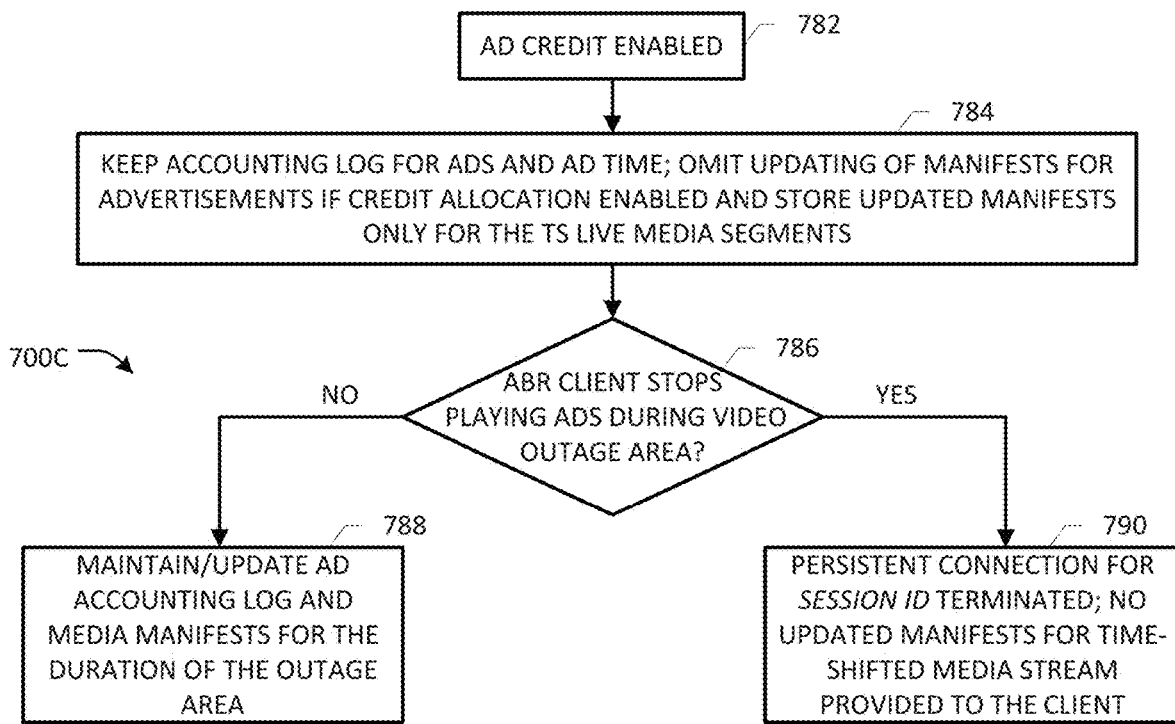 782
AD CREDIT ENABLED
784
KEEP ACCOUNTING LOG FOR ADS AND AD TIME; OMIT UPDATING OF MANIFESTS FOR
ADVERTISEMENTS IF CREDIT ALLOCATION ENABLED AND STORE UPDATED MANIFESTS
ONLY FOR THE TS LIVE MEDIA SEGMENTS
700C
786
ABR CLIENT STOPS
PLAYING ADS DURING VIDEO
OUTAGE AREA?
NO
YES
788
MAINTAIN/UPDATE AD
ACCOUNTING LOG AND
MEDIA MANIFESTS FOR THE
DURATION OF THE OUTAGE
AREA
790
PERSISTENT CONNECTION FOR
SESSION ID TERMINATED; NO
UPDATED MANIFESTS FOR TIME-
SHIFTED MEDIA STREAM
PROVIDED TO THE CLIENT